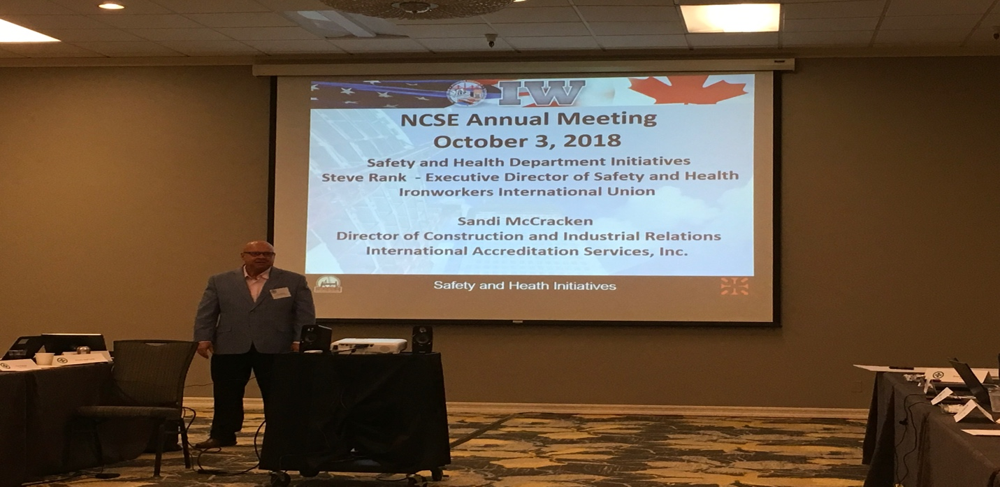 IW
NCSE Annual Meeting
October 3, 2018
Safety and Health Department Initiatives
Steve Rank - Executive Director of Safety and Health
Ironworkers International Union
Sandi McCracken
Director of Construction and Industrial Relations
International Accreditation Services, Inc.
Safety and Heath Initiatives